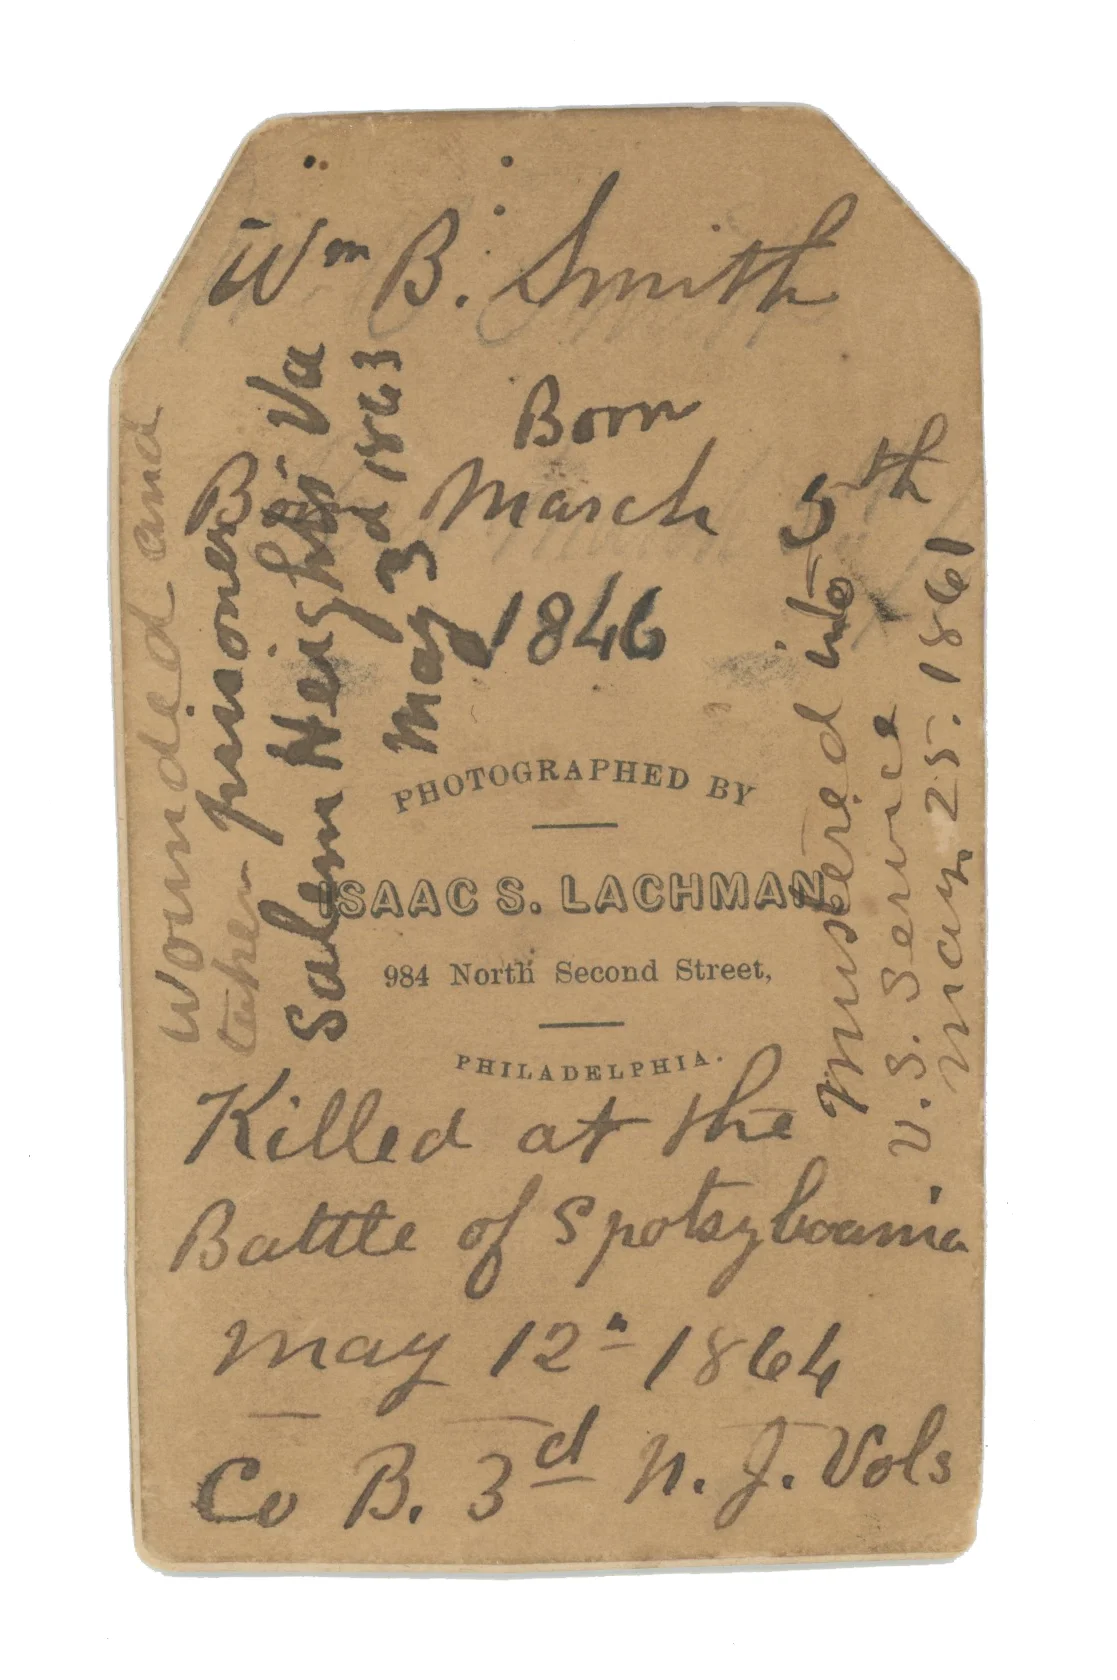 Wm B. Smith
Born
March 5th
1846
Wounded and
taken prisoner B
Salem Heights Va
May 3d 1863
Mustered into
U. S. Service
May 25. 1861
PHOTOGRAPHED BY
ISAAC S. LACHMAN
984 North Second Street,
PHILADELPHIA.
Killed at the
Battle of Spotsylvania
May 12" 1864
Co B. 3d N. J. Vols